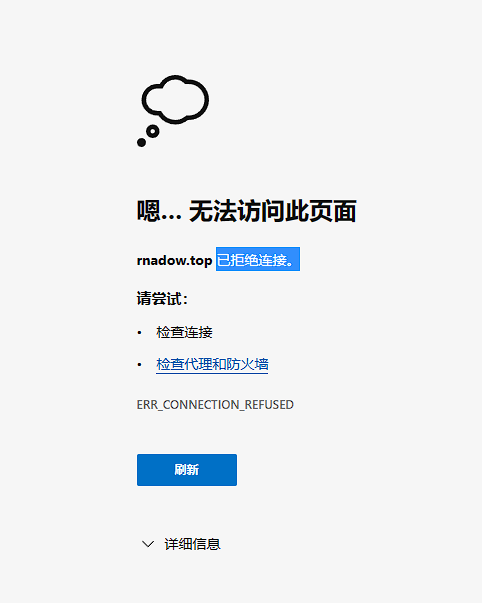 嗯... 无法访问此页面
rnadow.top 已拒绝连接。
请尝试：
• 检查连接
• 检查代理和防火墙
ERR_CONNECTION_REFUSED
刷新
详细信息